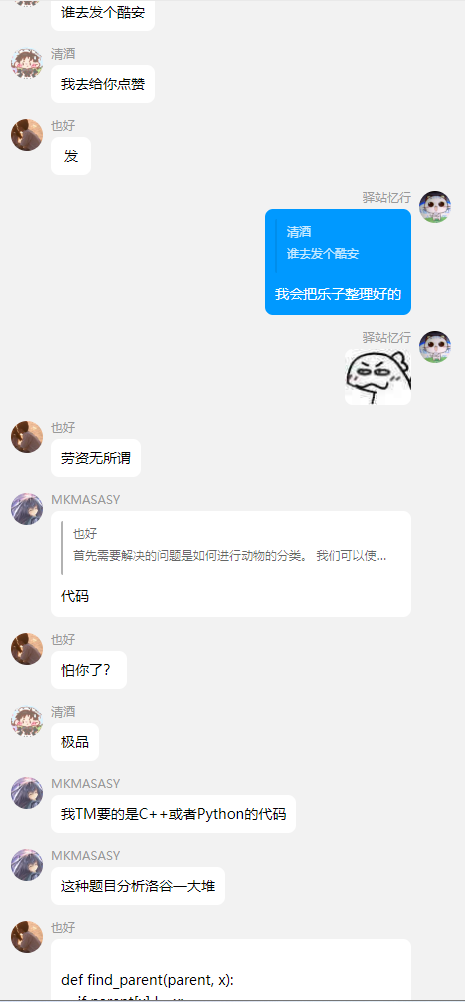 谁去发个酷安
清酒
我去给你点赞
也好
发
驿站忆行
清酒
谁去发个酷安
我会把乐子整理好的
驿站忆行
也好
劳资无所谓
MKMASASY
也好
首先需要解决的问题是如何进行动物的分类。 我们可以使...
代码
也好
怕你了?
清酒
极品
MKMASASY
我TM要的是C++或者Python的代码
MKMASASY
这种题目分析洛谷一大堆
也好
def find_parent(parent, x):